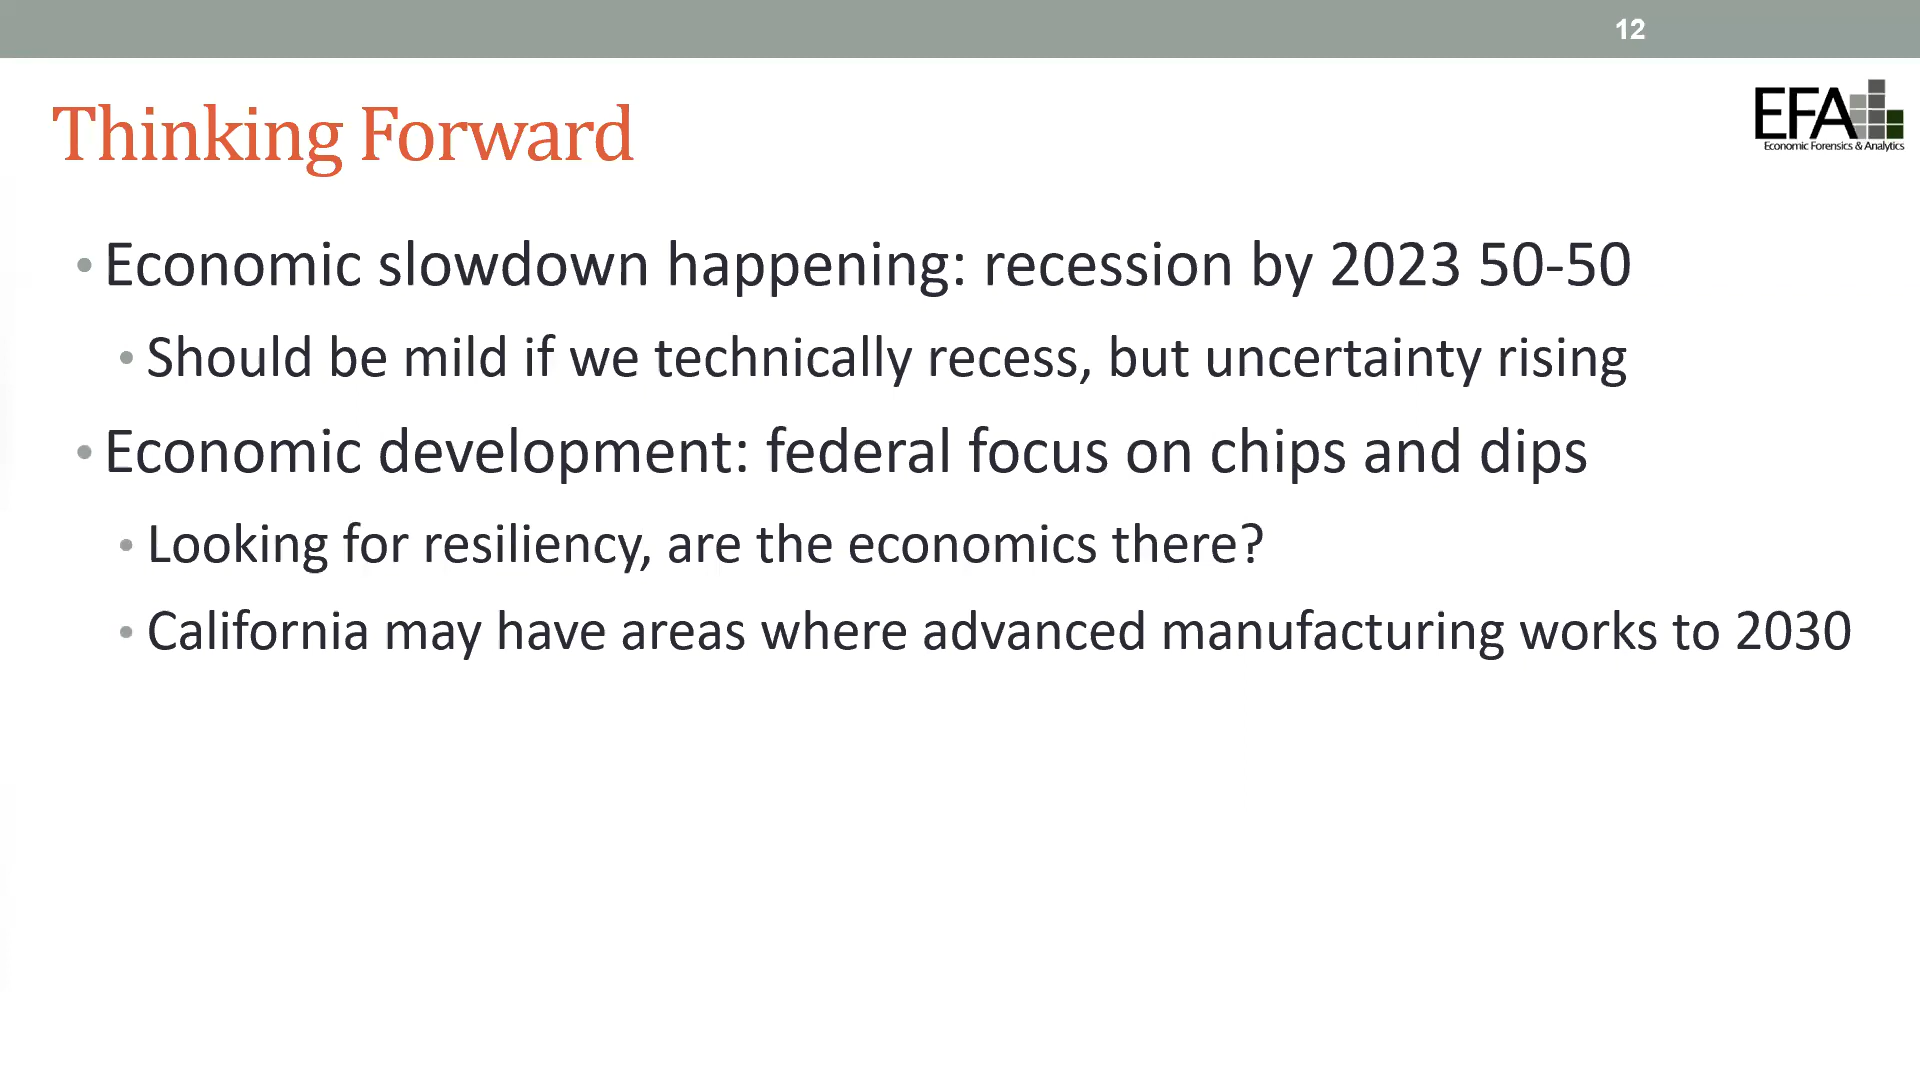 12
Thinking Forward
EFA
Economic Forensics & Analytics
• Economic slowdown happening: recession by 2023 50-50
• Should be mild if we technically recess, but uncertainty rising
• Economic development: federal focus on chips and dips
• Looking for resiliency, are the economics there?
• California may have areas where advanced manufacturing works to 2030